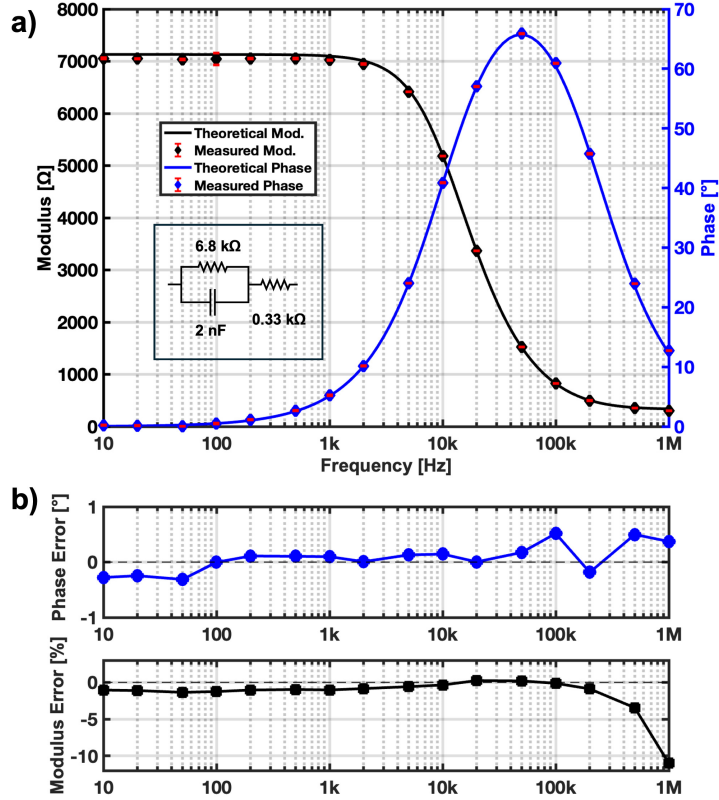 a)
8000
7000
6000
5000
4000
3000
2000
1000
0
Modulus [Ω]
70
60
50
40
30
20
10
0
Phase [°]
Theoretical Mod.
Measured Mod.
Theoretical Phase
Measured Phase
6.8 kΩ
2 nF
0.33 kΩ
10 100 1k 10k 100k 1M
Frequency [Hz]
b)
1
0
-1
Phase Error [°]
10 100 1k 10k 100k 1M
0
-5
-10
Modulus Error [%]
10 100 1k 10k 100k 1M